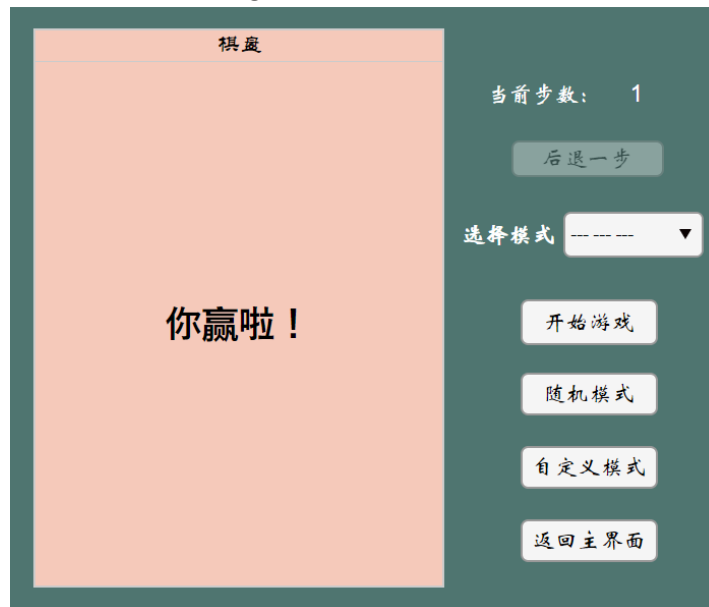 棋盘
当前步数： 1
后退一步
选择模式 --- --- --- ▼
你赢啦！
开始游戏
随机模式
自定义模式
返回主界面